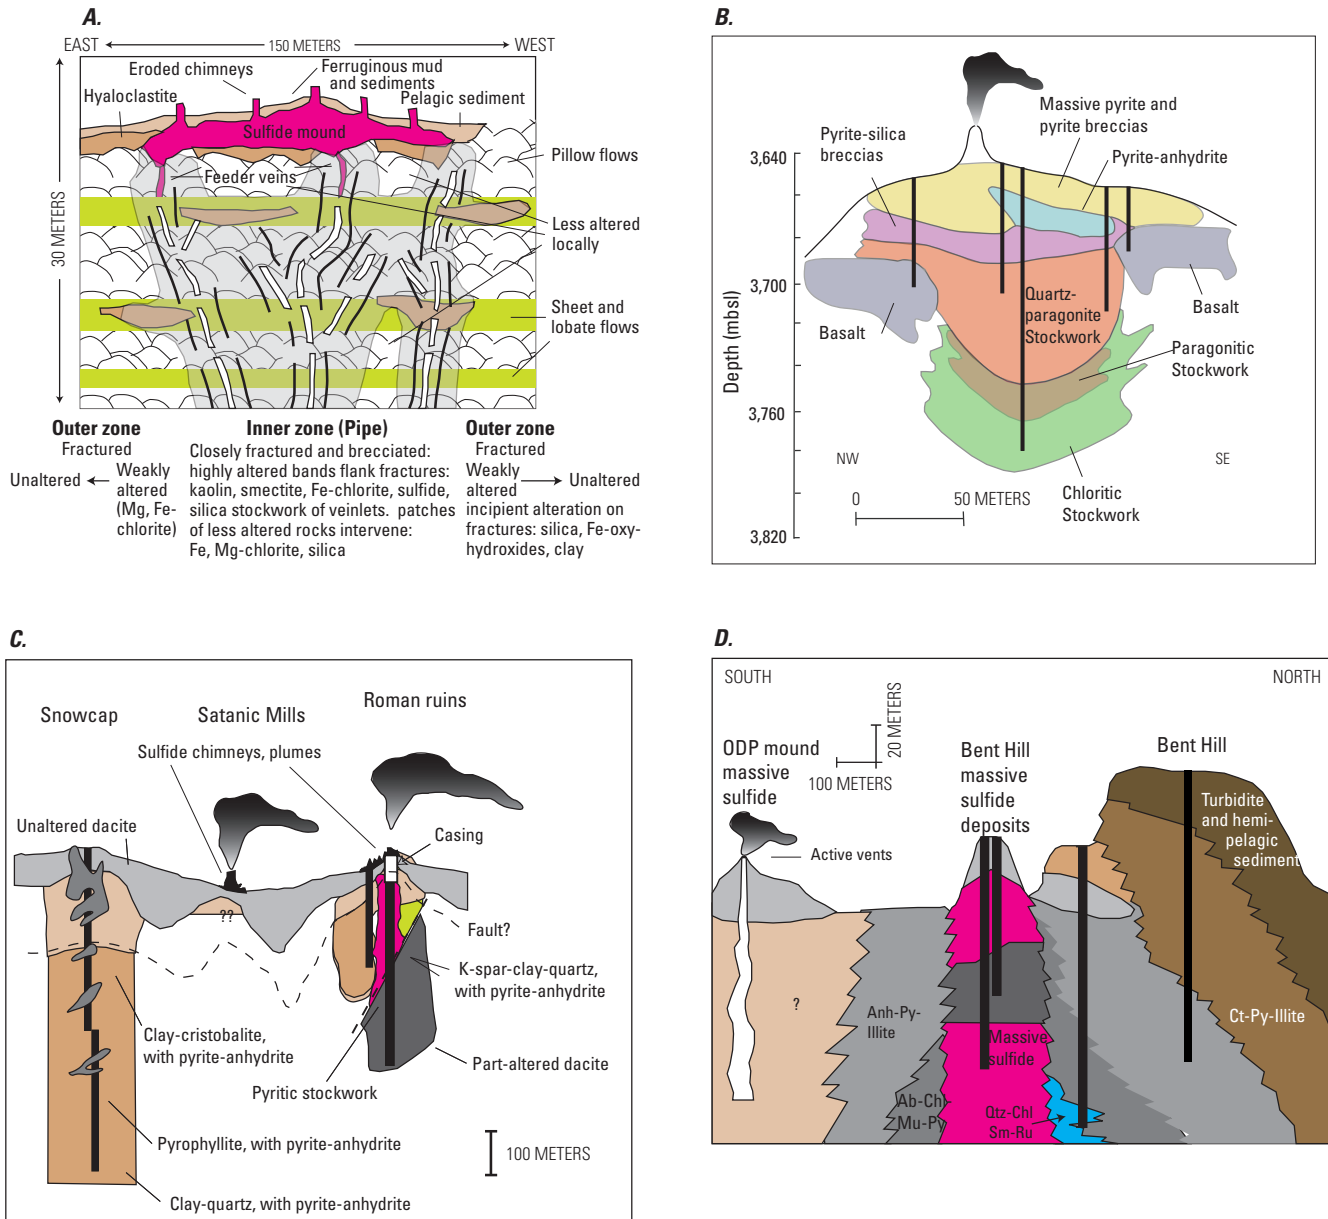 A.
EAST
150 METERS
WEST
Eroded chimneys
Ferruginous mud
and sediments
Hyaloclastite
Pelagic sediment
Sulfide mound
Pillow flows
Feeder veins
30 METERS
Less altered
locally
Sheet and
lobate flows
Outer zone
Fractured
Unaltered
Weakly
altered
(Mg, Fe-
chlorite)
Inner zone (Pipe)
Closely fractured and brecciated:
highly altered bands flank fractures:
kaolin, smectite, Fe-chlorite, sulfide,
silica stockwork of veinlets. patches
of less altered rocks intervene:
Fe, Mg-chlorite, silica
Outer zone
Fractured
Weakly
altered
Unaltered
incipient alteration on
fractures: silica, Fe-oxy-
hydroxides, clay
B.
Massive pyrite and
pyrite breccias
Pyrite-silica
breccias
Pyrite-anhydrite
3,640
3,700
3,760
3,820
Depth (mbsl)
Quartz-
paragonite
Stockwork
Basalt
Basalt
Paragonitic
Stockwork
NW
SE
0
50 METERS
Chloritic
Stockwork
C.
Snowcap
Satanic Mills
Roman ruins
Sulfide chimneys, plumes
Unaltered dacite
Casing
??
Fault?
K-spar-clay-quartz,
with pyrite-anhydrite
Clay-cristobalite,
with pyrite-anhydrite
Part-altered dacite
Pyritic stockwork
Pyrophyllite, with pyrite-anhydrite
100 METERS
Clay-quartz, with pyrite-anhydrite
D.
SOUTH
NORTH
20 METERS
100 METERS
ODP mound
massive
sulfide
Bent Hill
massive
sulfide
deposits
Bent Hill
Turbidite
and hemi-
pelagic
sediment
Active vents
?
Anh-Py-
Illite
Ct-Py-Illite
Massive
sulfide
Ab-Chl-
Mu-Py
Qtz-Chl
Sm-Ru